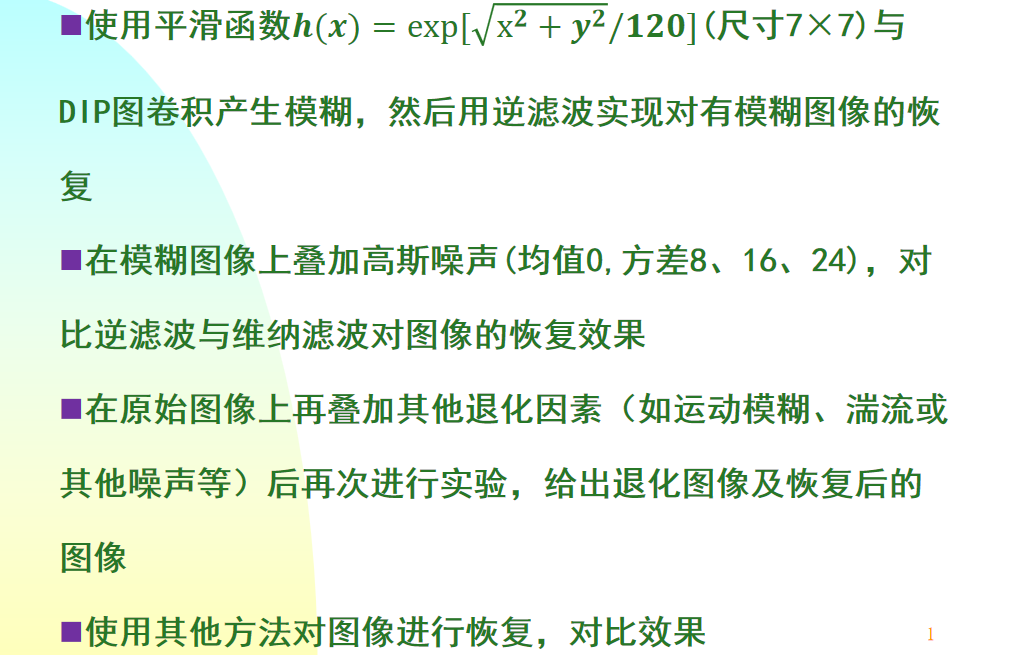 ■使用平滑函数h(x) = exp[√x² + y²/120](尺寸7×7)与
DIP图卷积产生模糊，然后用逆滤波实现对有模糊图像的恢
复
■在模糊图像上叠加高斯噪声(均值0,方差8、16、24)，对
比逆滤波与维纳滤波对图像的恢复效果
■在原始图像上再叠加其他退化因素（如运动模糊、湍流或
其他噪声等）后再次进行实验，给出退化图像及恢复后的
图像
■使用其他方法对图像进行恢复，对比效果
1